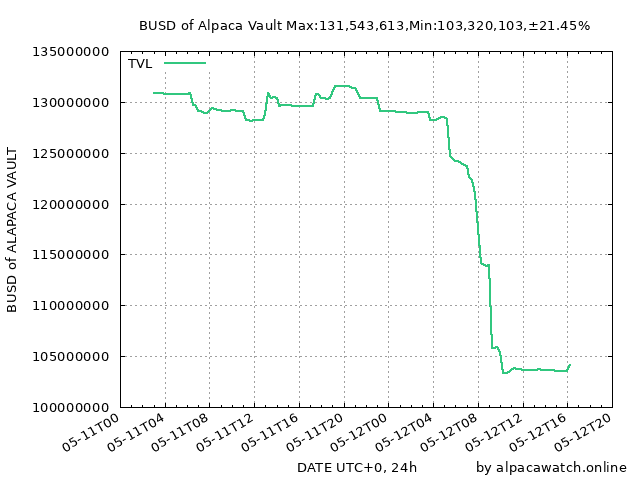 BUSD of Alpaca Vault Max:131,543,613,Min:103,320,103,±21.45%
TVL
135000000
130000000
125000000
120000000
115000000
110000000
105000000
100000000
BUSD of ALAPACA VAULT
05-11T00
05-11T04
05-11T08
05-11T12
05-11T16
05-11T20
05-12T00
05-12T04
05-12T08
05-12T12
05-12T16
05-12T20
DATE UTC+0, 24h
by alpacawatch.online